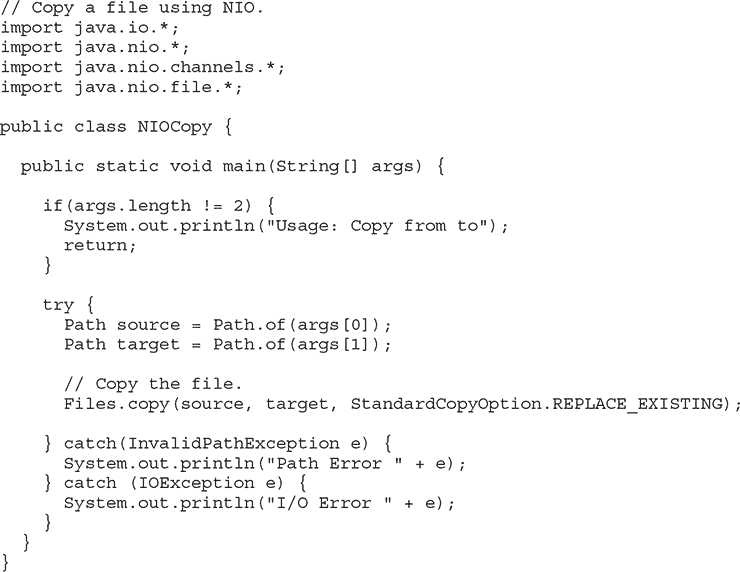 // Copy a file using NIO.
import java.io.*;
import java.nio.*;
import java.nio.channels.*;
import java.nio.file.*;

public class NIOCopy {

  public static void main(String[] args) {

    if(args.length != 2) {
      System.out.println("Usage: Copy from to");
      return;
    }

    try {
      Path source = Path.of(args[0]);
      Path target = Path.of(args[1]);

      // Copy the file.
      Files.copy(source, target, StandardCopyOption.REPLACE_EXISTING);

    } catch(InvalidPathException e) {
      System.out.println("Path Error " + e);
    } catch (IOException e) {
      System.out.println("I/O Error " + e);
    }
  }
}